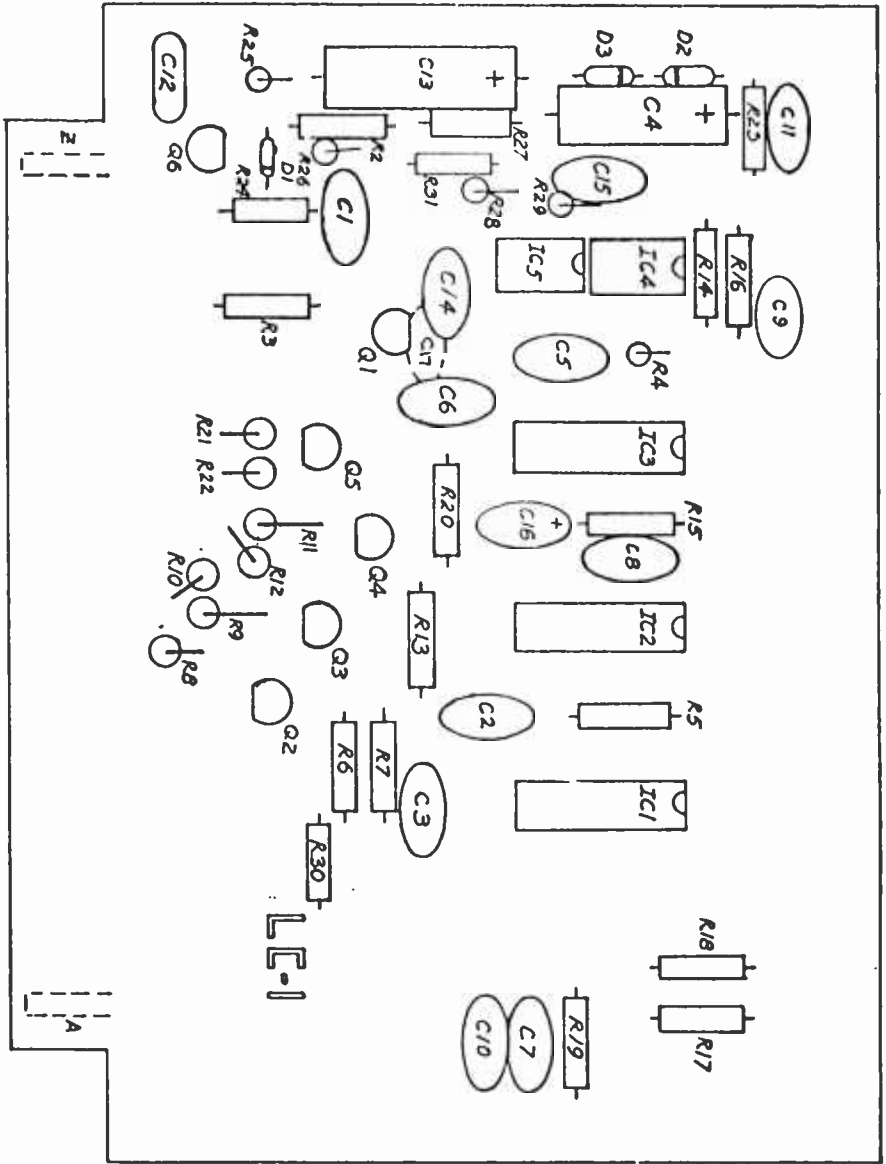 C11
R23
D2
D3
C4
+
C9
R16
R14
IC4
IC5
C15
R29
R4
C5
IC3
R15
C8
C16
+
IC2
R5
C2
IC1
R18
R17
R19
C7
C10
C13
+
R27
R31
R28
R2
R26
R25
C12
Q6
D1
R24
C1
R3
C14
C17
Q1
C6
R20
Q5
R21
R22
R11
R12
Q4
R10
R9
R8
Q3
R13
Q2
R6
R7
C3
R30
LC-1
Z
A